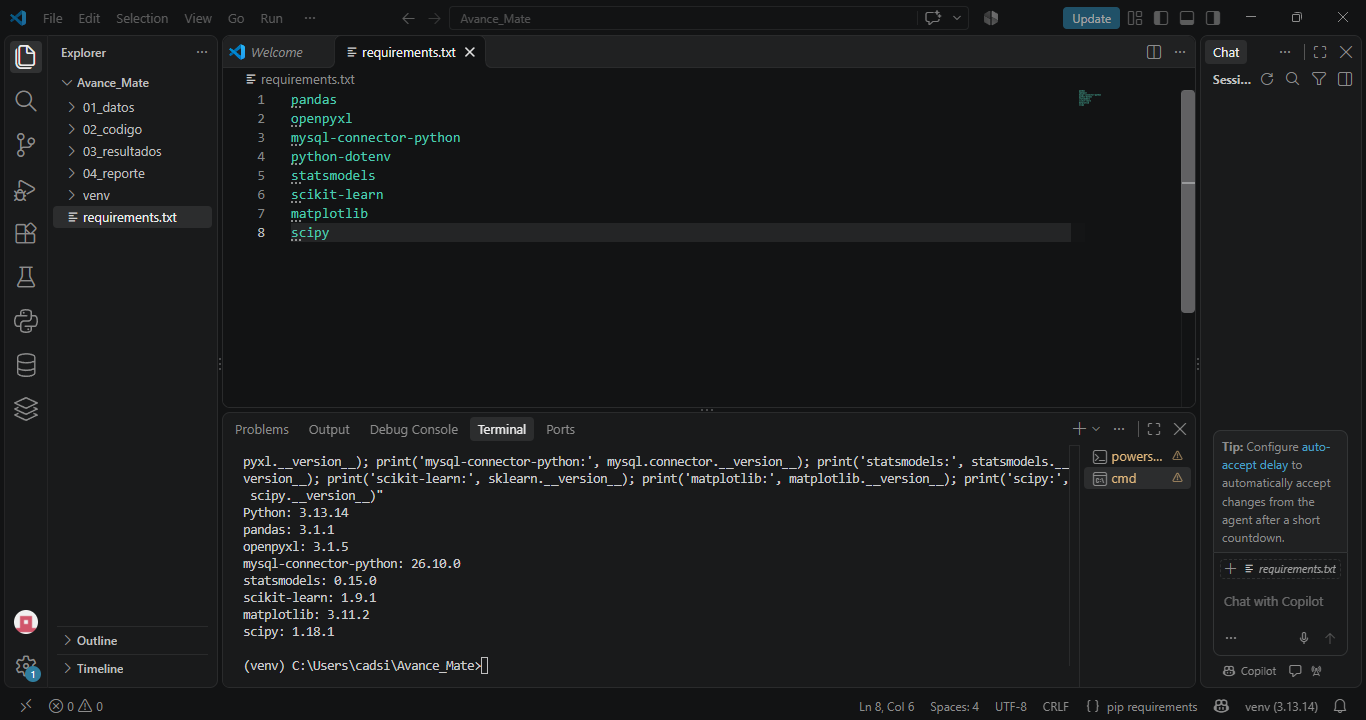 File Edit Selection View Go Run ··· Avance_Mate Update
Explorer ···
Avance_Mate
01_datos
02_codigo
03_resultados
04_reporte
venv
requirements.txt
Outline
Timeline
1
Welcome requirements.txt ···
requirements.txt
1 pandas
2 openpyxl
3 mysql-connector-python
4 python-dotenv
5 statsmodels
6 scikit-learn
7 matplotlib
8 scipy
Problems Output Debug Console Terminal Ports ···
pyxl.__version__); print('mysql-connector-python:', mysql.connector.__version__); print('statsmodels:', statsmodels.__
version__); print('scikit-learn:', sklearn.__version__); print('matplotlib:', matplotlib.__version__); print('scipy:',
scipy.__version__)"
Python: 3.13.14
pandas: 3.1.1
openpyxl: 3.1.5
mysql-connector-python: 26.10.0
statsmodels: 0.15.0
scikit-learn: 1.9.1
matplotlib: 3.11.2
scipy: 1.18.1
(venv) C:\Users\cadsi\Avance_Mate>
powers...
cmd
Chat ···
Sessi...
Tip: Configure auto-
accept delay to
automatically accept
changes from the
agent after a short
countdown.
requirements.txt
Chat with Copilot
···
Copilot
0 0 Ln 8, Col 6 Spaces: 4 UTF-8 CRLF { } pip requirements venv (3.13.14)